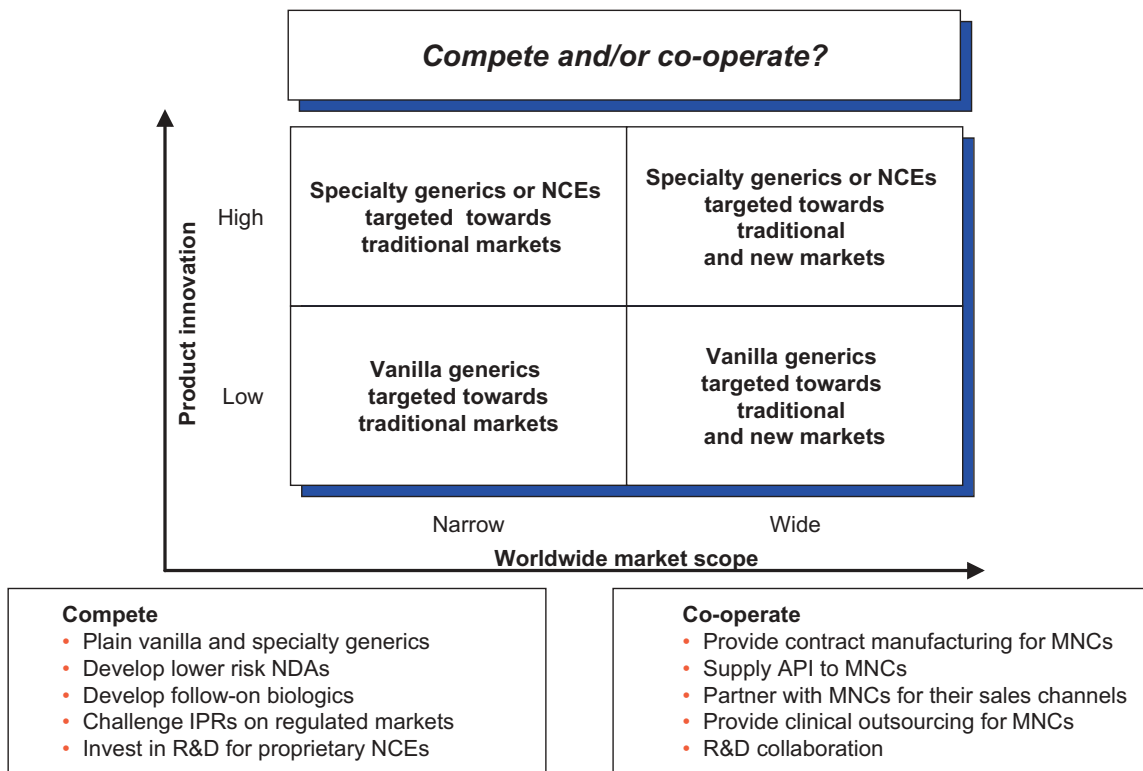 Compete and/or co-operate?
Product innovation
High
Specialty generics or NCEs
targeted towards
traditional markets
Specialty generics or NCEs
targeted towards
traditional
and new markets
Low
Vanilla generics
targeted towards
traditional markets
Vanilla generics
targeted towards
traditional
and new markets
Narrow
Wide
Worldwide market scope
Compete
• Plain vanilla and specialty generics
• Develop lower risk NDAs
• Develop follow-on biologics
• Challenge IPRs on regulated markets
• Invest in R&D for proprietary NCEs
Co-operate
• Provide contract manufacturing for MNCs
• Supply API to MNCs
• Partner with MNCs for their sales channels
• Provide clinical outsourcing for MNCs
• R&D collaboration